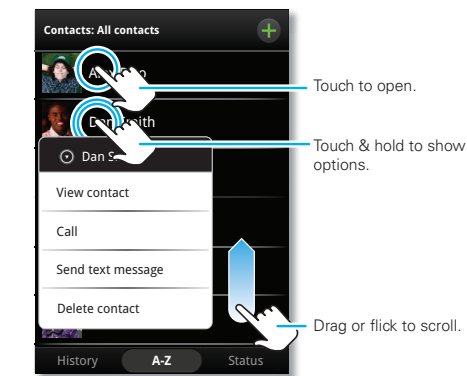 Contacts: All contacts
Touch to open.
Touch & hold to show
options.
Dan S
View contact
Call
Send text message
Delete contact
Drag or flick to scroll.
History A-Z Status